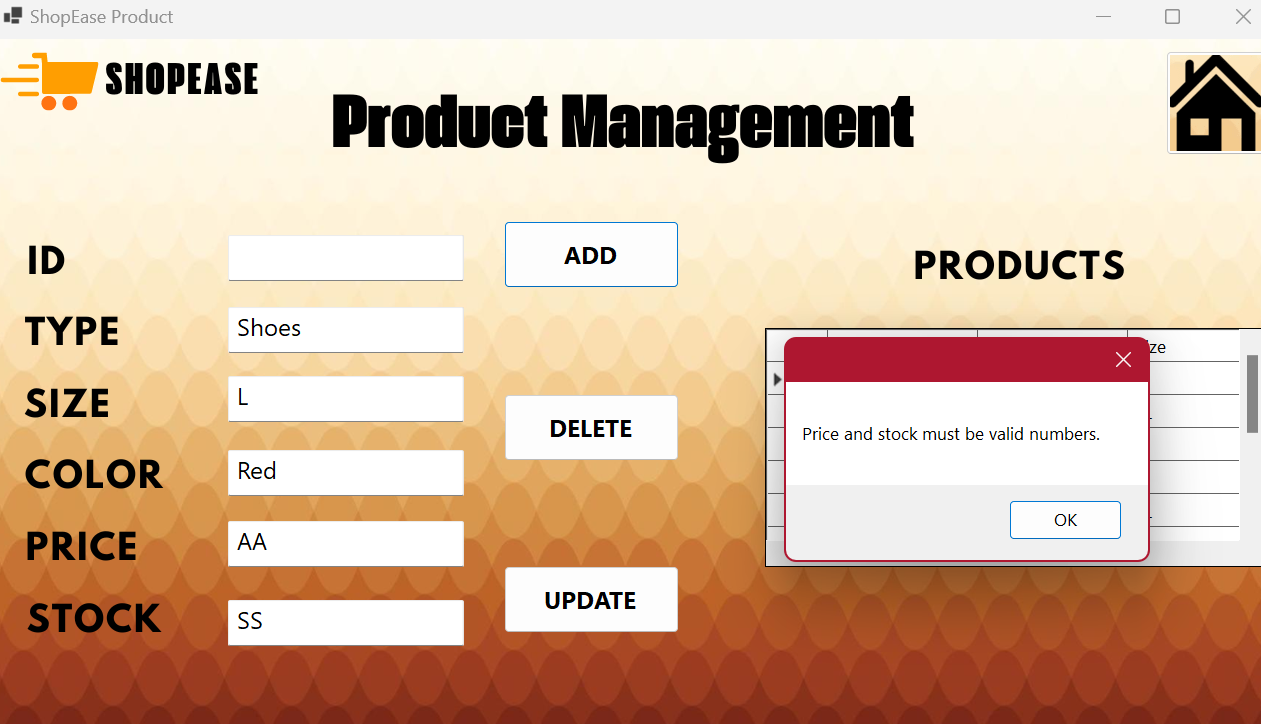 ShopEase Product
SHOPEASE
Product Management
ID
ADD
PRODUCTS
TYPE
Shoes
SIZE
L
DELETE
COLOR
Red
PRICE
AA
UPDATE
STOCK
SS
Price and stock must be valid numbers.
OK